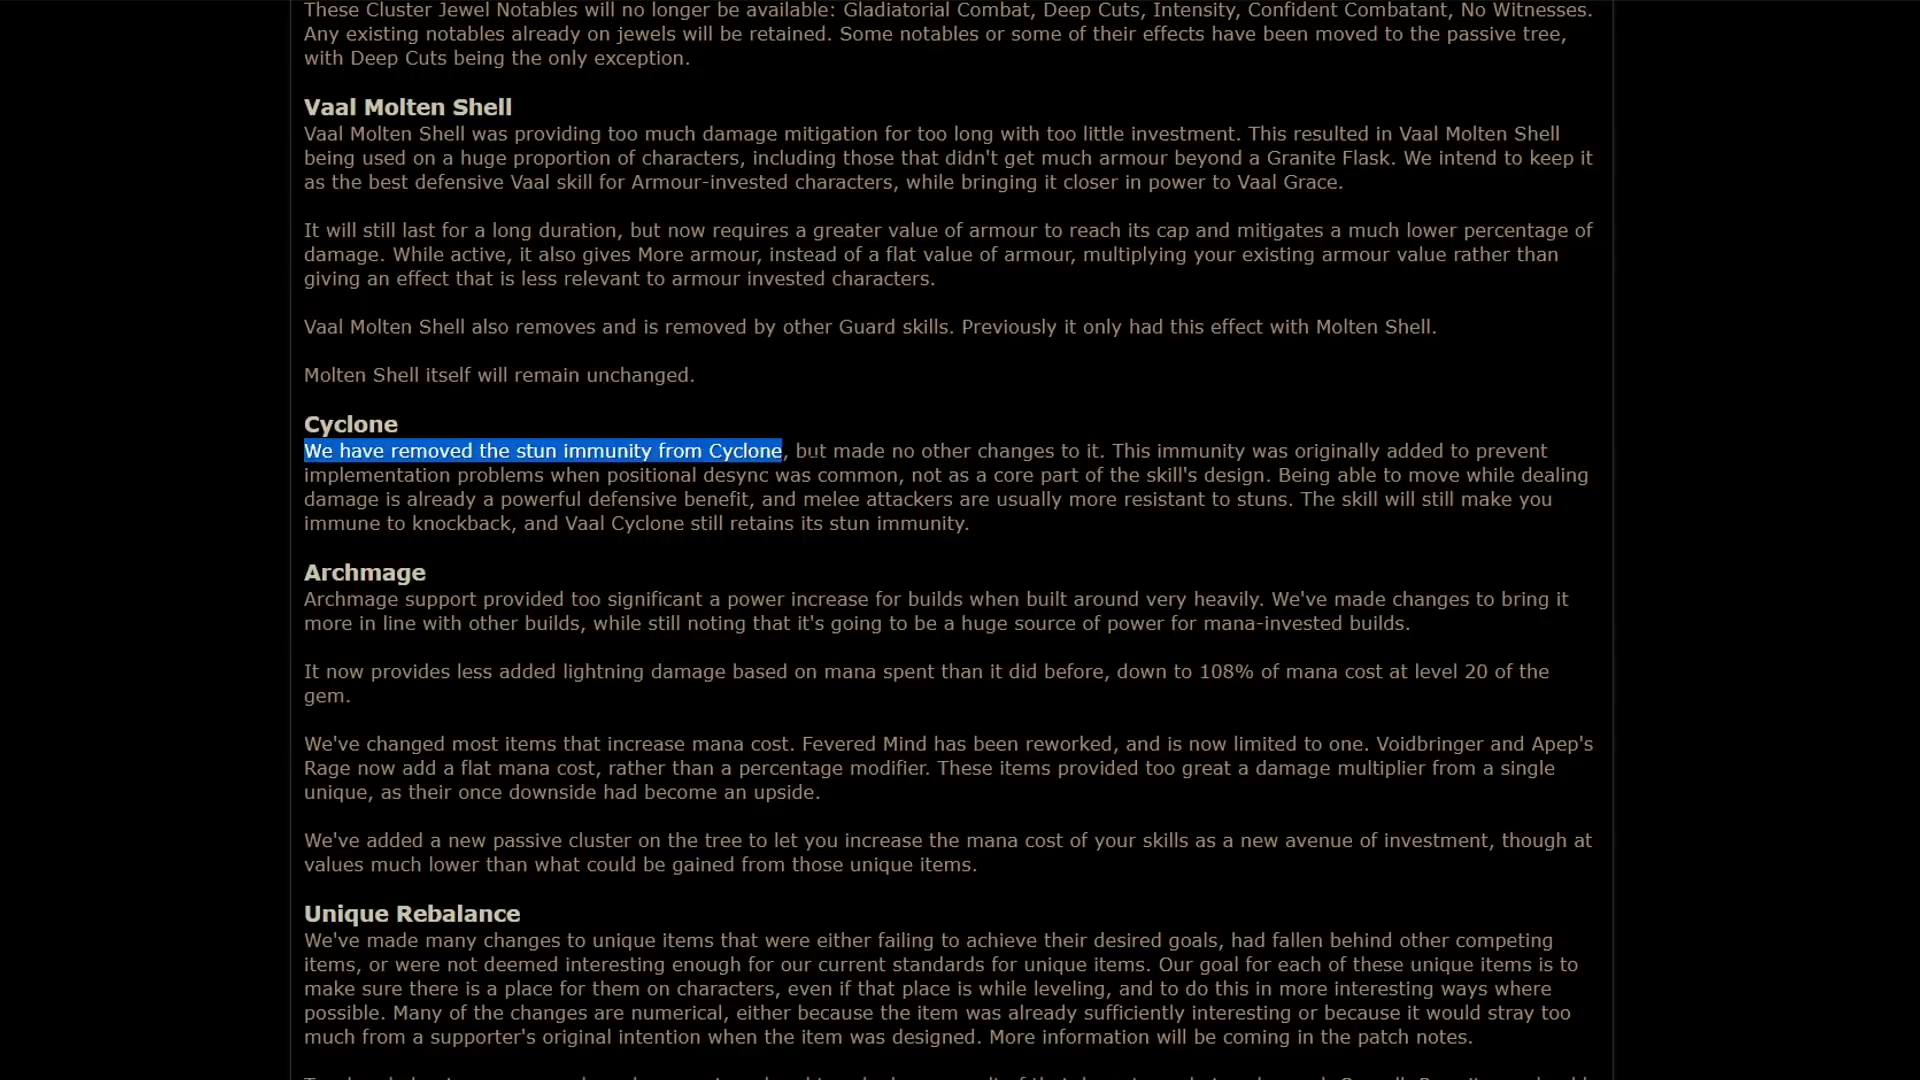 These Cluster Jewel Notables will no longer be available: Gladiatorial Combat, Deep Cuts, Intensity, Confident Combatant, No Witnesses.
Any existing notables already on jewels will be retained. Some notables or some of their effects have been moved to the passive tree,
with Deep Cuts being the only exception.
Vaal Molten Shell
Vaal Molten Shell was providing too much damage mitigation for too long with too little investment. This resulted in Vaal Molten Shell
being used on a huge proportion of characters, including those that didn't get much armour beyond a Granite Flask. We intend to keep it
as the best defensive Vaal skill for Armour-invested characters, while bringing it closer in power to Vaal Grace.
It will still last for a long duration, but now requires a greater value of armour to reach its cap and mitigates a much lower percentage of
damage. While active, it also gives More armour, instead of a flat value of armour, multiplying your existing armour value rather than
giving an effect that is less relevant to armour invested characters.
Vaal Molten Shell also removes and is removed by other Guard skills. Previously it only had this effect with Molten Shell.
Molten Shell itself will remain unchanged.
Cyclone
We have removed the stun immunity from Cyclone, but made no other changes to it. This immunity was originally added to prevent
implementation problems when positional desync was common, not as a core part of the skill's design. Being able to move while dealing
damage is already a powerful defensive benefit, and melee attackers are usually more resistant to stuns. The skill will still make you
immune to knockback, and Vaal Cyclone still retains its stun immunity.
Archmage
Archmage support provided too significant a power increase for builds when built around very heavily. We've made changes to bring it
more in line with other builds, while still noting that it's going to be a huge source of power for mana-invested builds.
It now provides less added lightning damage based on mana spent than it did before, down to 108% of mana cost at level 20 of the
gem.
We've changed most items that increase mana cost. Fevered Mind has been reworked, and is now limited to one. Voidbringer and Apep's
Rage now add a flat mana cost, rather than a percentage modifier. These items provided too great a damage multiplier from a single
unique, as their once downside had become an upside.
We've added a new passive cluster on the tree to let you increase the mana cost of your skills as a new avenue of investment, though at
values much lower than what could be gained from those unique items.
Unique Rebalance
We've made many changes to unique items that were either failing to achieve their desired goals, had fallen behind other competing
items, or were not deemed interesting enough for our current standards for unique items. Our goal for each of these unique items is to
make sure there is a place for them on characters, even if that place is while leveling, and to do this in more interesting ways where
possible. Many of the changes are numerical, either because the item was already sufficiently interesting or because it would stray too
much from a supporter's original intention when the item was designed. More information will be coming in the patch notes.